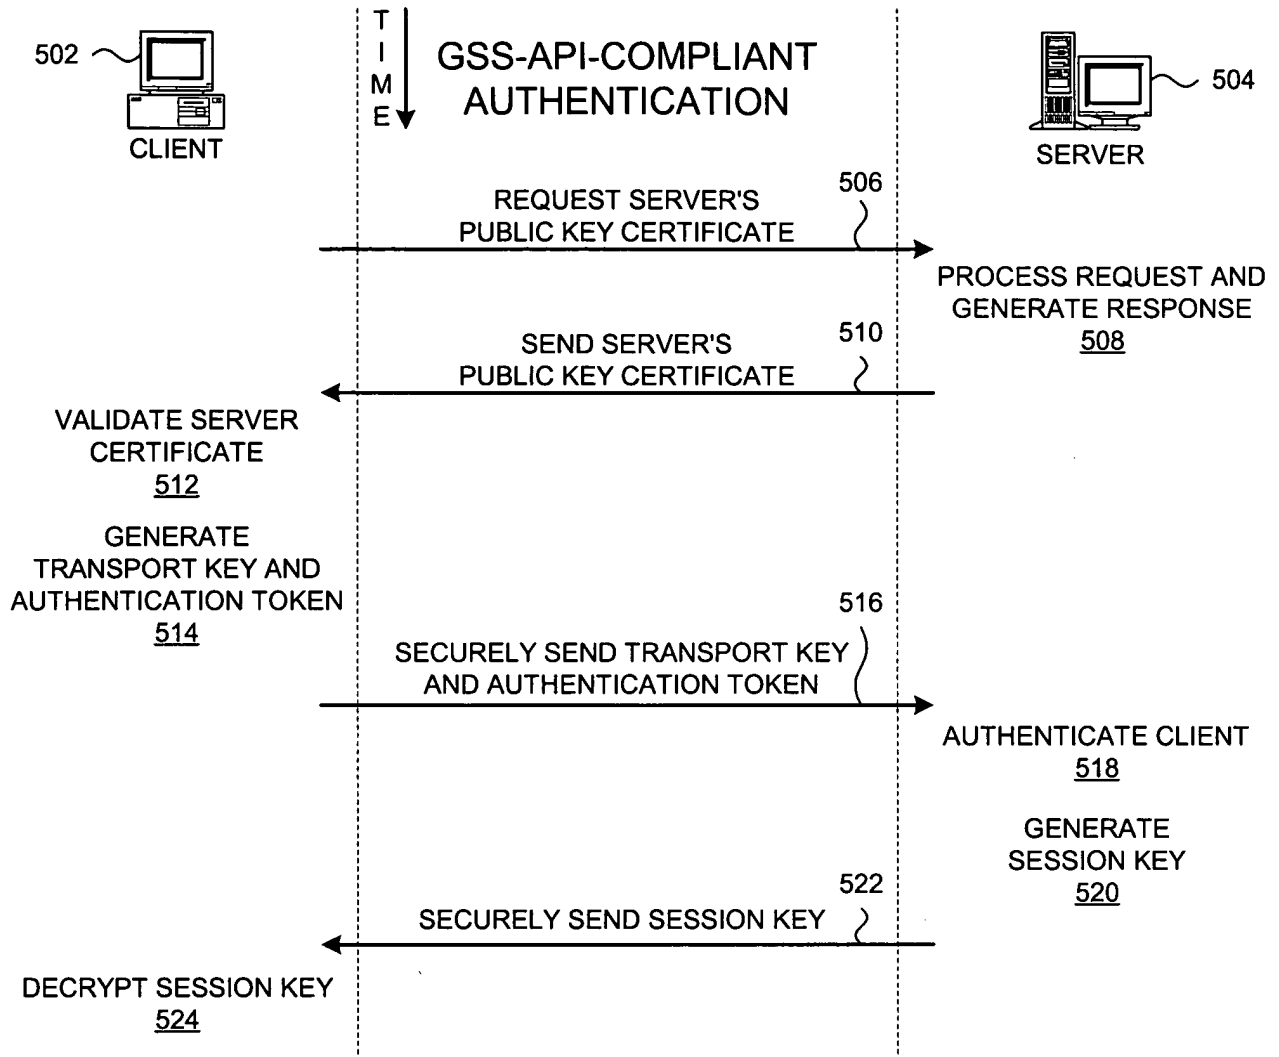 TIME
GSS-API-COMPLIANT
AUTHENTICATION
502
CLIENT
504
SERVER
506
REQUEST SERVER'S
PUBLIC KEY CERTIFICATE
PROCESS REQUEST AND
GENERATE RESPONSE
508
510
SEND SERVER'S
PUBLIC KEY CERTIFICATE
VALIDATE SERVER
CERTIFICATE
512
GENERATE
TRANSPORT KEY AND
AUTHENTICATION TOKEN
514
516
SECURELY SEND TRANSPORT KEY
AND AUTHENTICATION TOKEN
AUTHENTICATE CLIENT
518
GENERATE
SESSION KEY
520
522
SECURELY SEND SESSION KEY
DECRYPT SESSION KEY
524